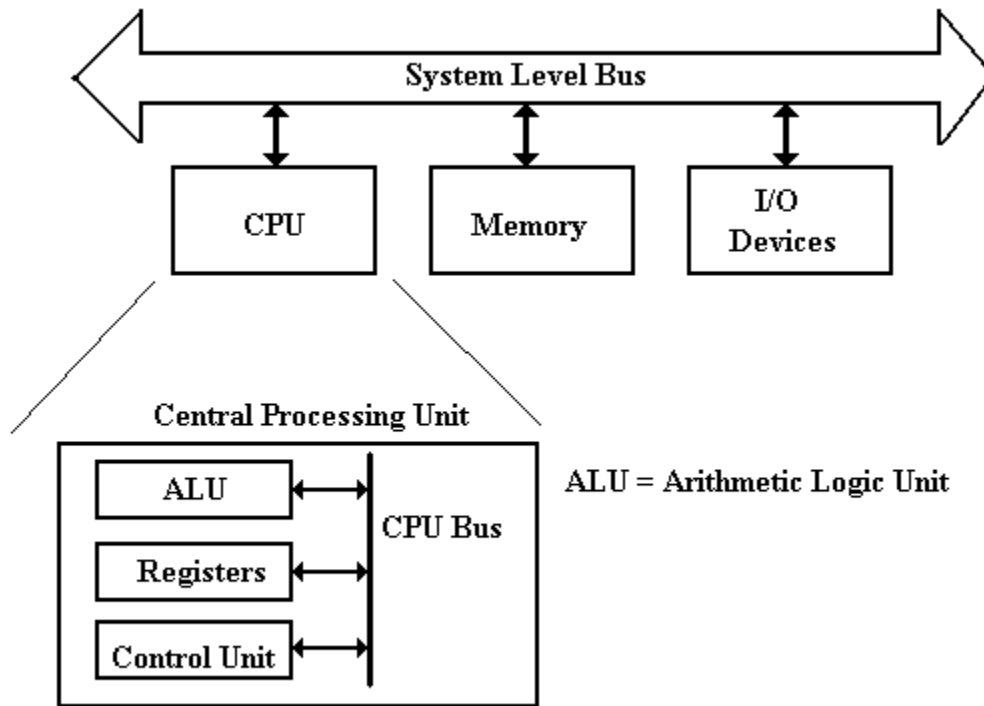 System Level Bus
CPU
Memory
I/O
Devices
Central Processing Unit
ALU
ALU = Arithmetic Logic Unit
CPU Bus
Registers
Control Unit